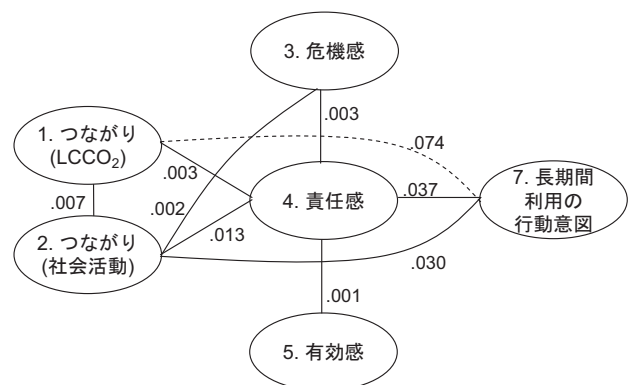 3. 危機感
1. つながり
(LCCO₂)
.003
.074
.003
4. 責任感
.037
7. 長期間
利用の
行動意図
.007
.002
2. つながり
(社会活動)
.013
.030
.001
5. 有効感